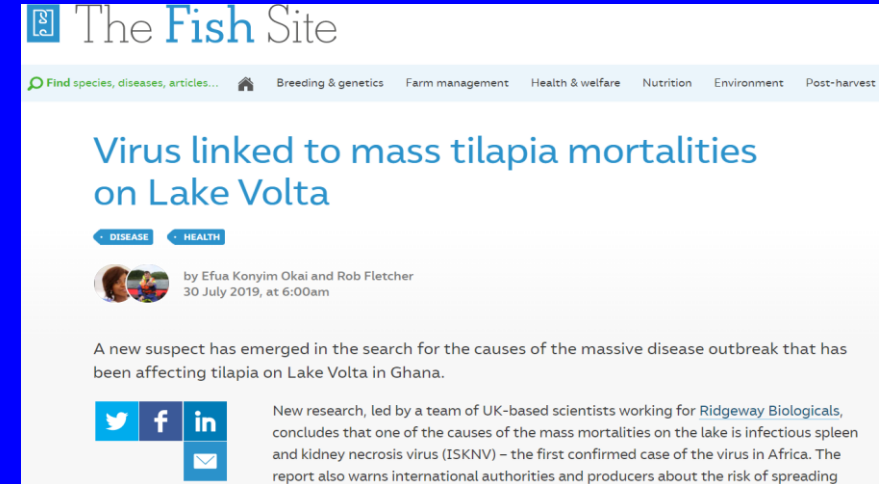 The Fish Site
Find species, diseases, articles... Breeding & genetics Farm management Health & welfare Nutrition Environment Post-harvest
Virus linked to mass tilapia mortalities
on Lake Volta
DISEASE HEALTH
by Efua Konyim Okai and Rob Fletcher
30 July 2019, at 6:00am
A new suspect has emerged in the search for the causes of the massive disease outbreak that has
been affecting tilapia on Lake Volta in Ghana.
New research, led by a team of UK-based scientists working for Ridgeway Biologicals,
concludes that one of the causes of the mass mortalities on the lake is infectious spleen
and kidney necrosis virus (ISKNV) – the first confirmed case of the virus in Africa. The
report also warns international authorities and producers about the risk of spreading